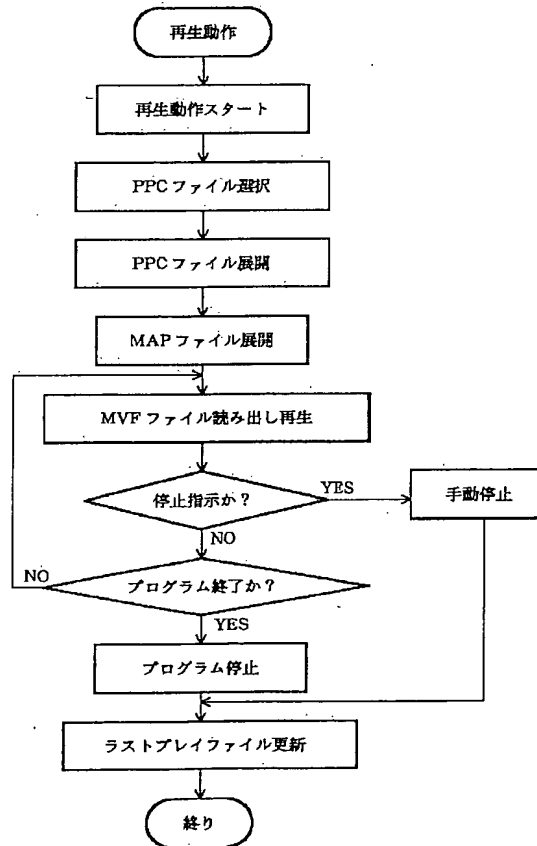 再生動作
再生動作スタート
PPCファイル選択
PPCファイル展開
MAPファイル展開
MVFファイル読み出し再生
停止指示か？
YES
手動停止
NO
NO
プログラム終了か？
YES
プログラム停止
ラストプレイファイル更新
終り